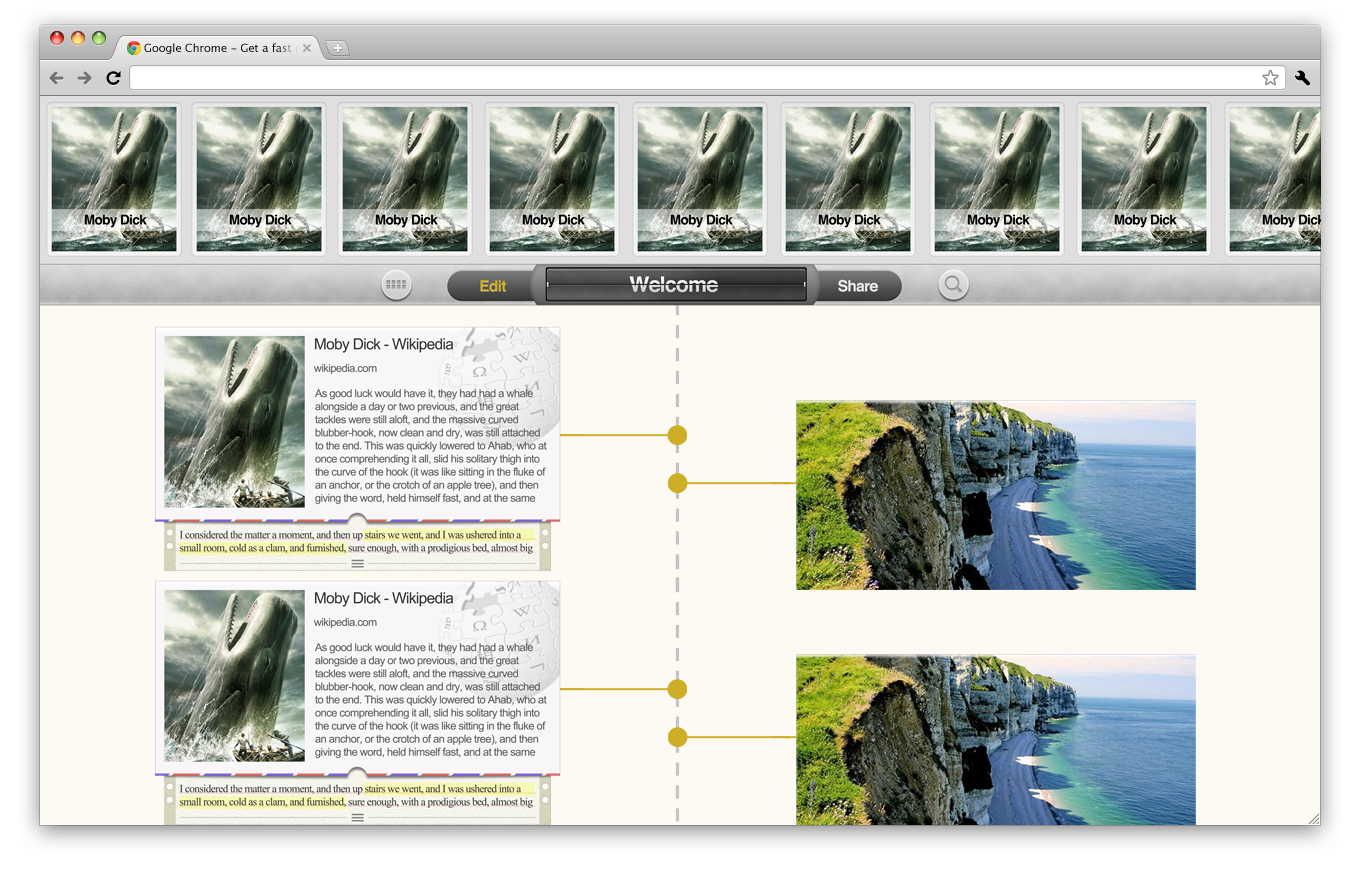 Google Chrome – Get a fast
Moby Dick
Moby Dick
Moby Dick
Moby Dick
Moby Dick
Moby Dick
Moby Dick
Moby Dick
Moby Dick
Edit
Welcome
Share
Moby Dick - Wikipedia
wikipedia.com
As good luck would have it, they had had a whale
alongside a day or two previous, and the great
tackles were still aloft, and the massive curved
blubber-hook, now clean and dry, was still attached
to the end. This was quickly lowered to Ahab, who at
once comprehending it all, slid his solitary thigh into
the curve of the hook (it was like sitting in the fluke of
an anchor, or the crotch of an apple tree), and then
giving the word, held himself fast, and at the same
I considered the matter a moment, and then up stairs we went, and I was ushered into a
small room, cold as a clam, and furnished, sure enough, with a prodigious bed, almost big
Moby Dick - Wikipedia
wikipedia.com
As good luck would have it, they had had a whale
alongside a day or two previous, and the great
tackles were still aloft, and the massive curved
blubber-hook, now clean and dry, was still attached
to the end. This was quickly lowered to Ahab, who at
once comprehending it all, slid his solitary thigh into
the curve of the hook (it was like sitting in the fluke of
an anchor, or the crotch of an apple tree), and then
giving the word, held himself fast, and at the same
I considered the matter a moment, and then up stairs we went, and I was ushered into a
small room, cold as a clam, and furnished, sure enough, with a prodigious bed, almost big